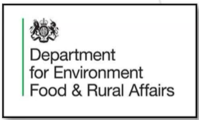 Department
for Environment
Food & Rural Affairs